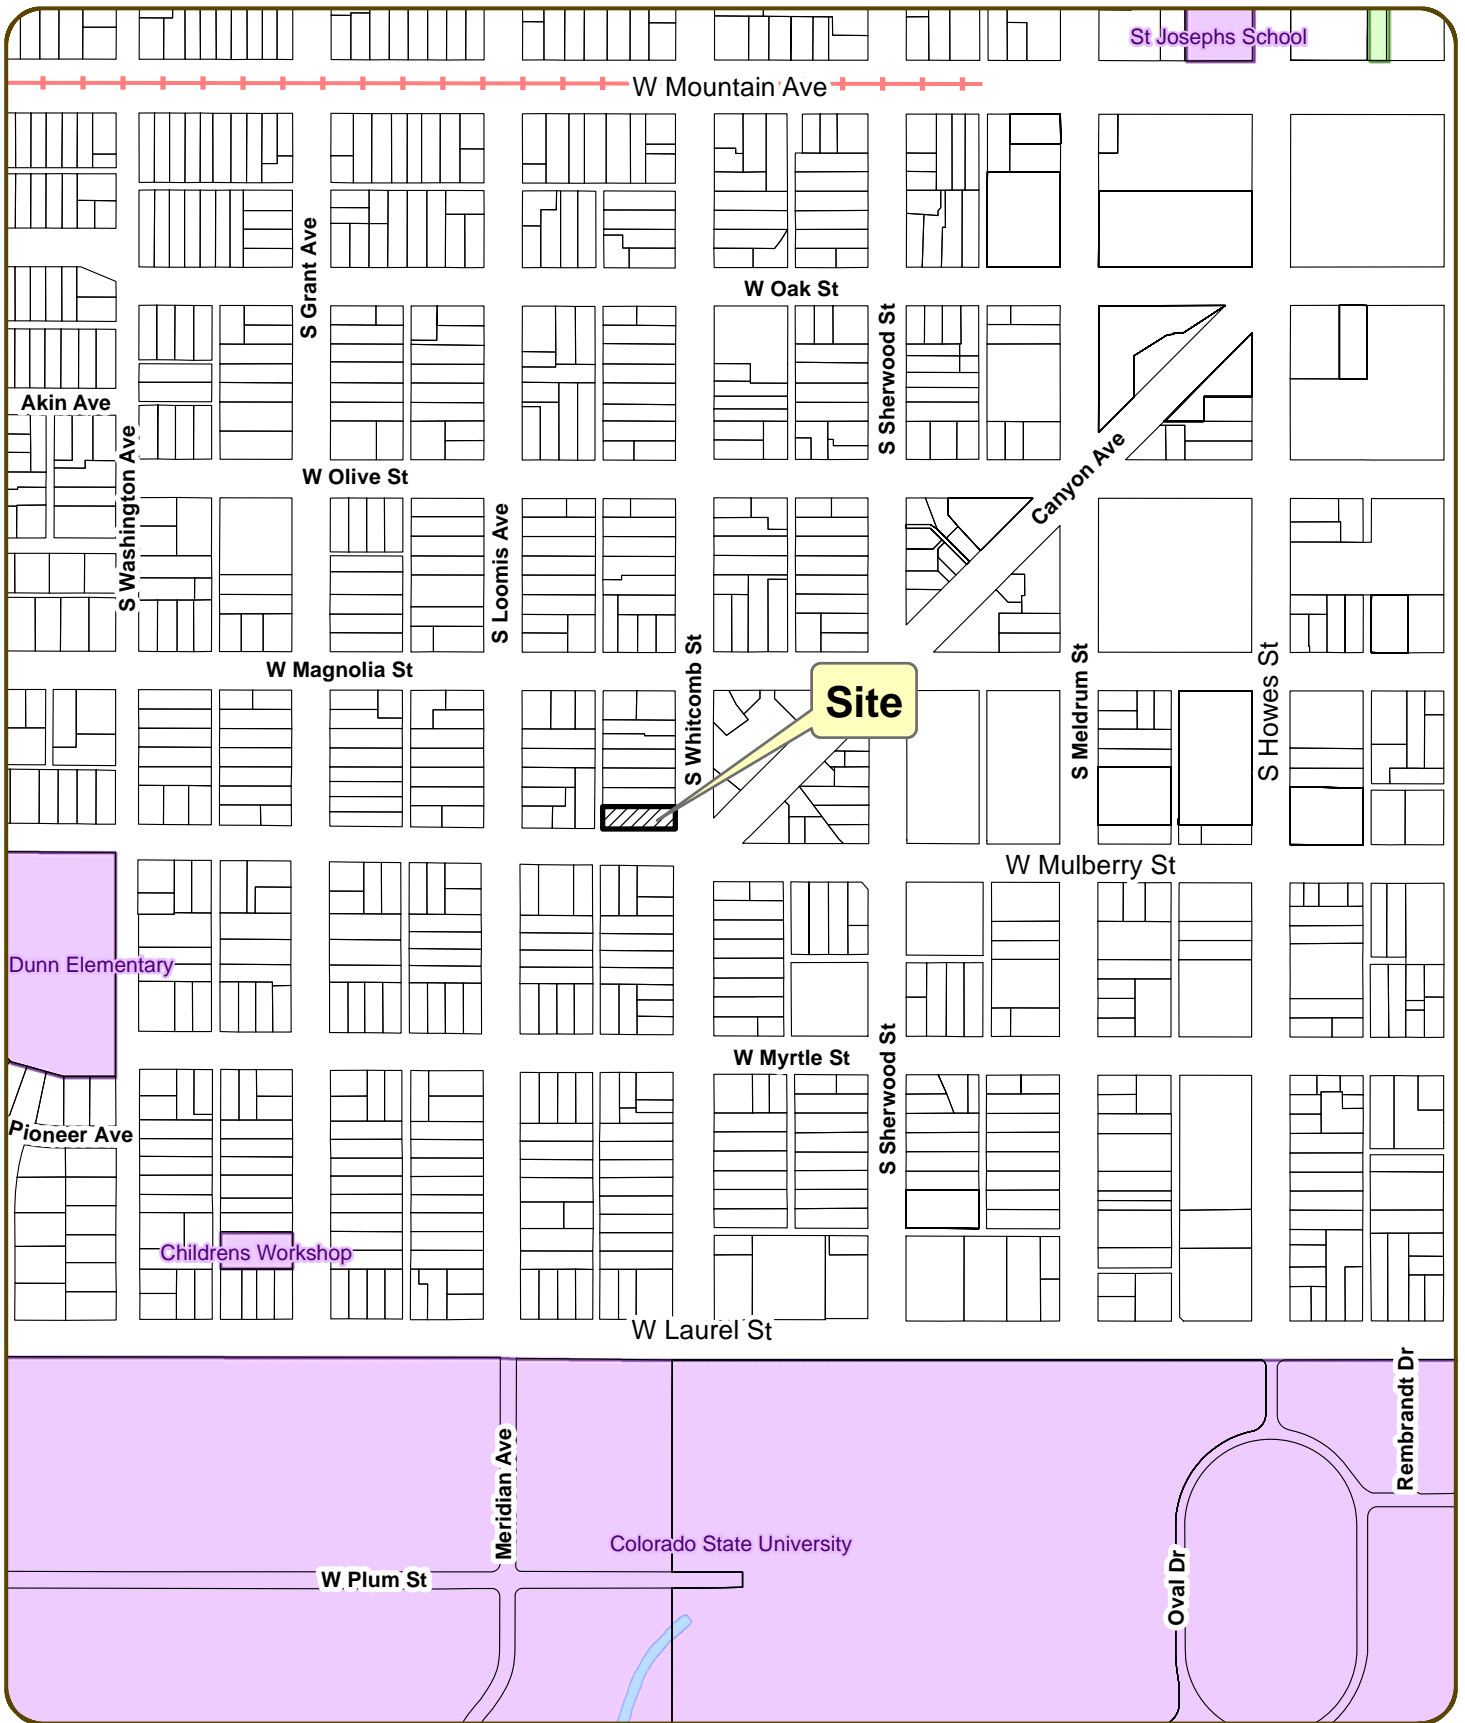 St Josephs School
W Mountain Ave
S Grant Ave
W Oak St
S Sherwood St
Akin Ave
S Washington Ave
Canyon Ave
W Olive St
S Loomis Ave
W Magnolia St
S Whitcomb St
Site
S Meldrum St
S Howes St
W Mulberry St
Dunn Elementary
W Myrtle St
S Sherwood St
Pioneer Ave
Childrens Workshop
W Laurel St
Rembrandt Dr
Meridian Ave
Colorado State University
Oval Dr
W Plum St